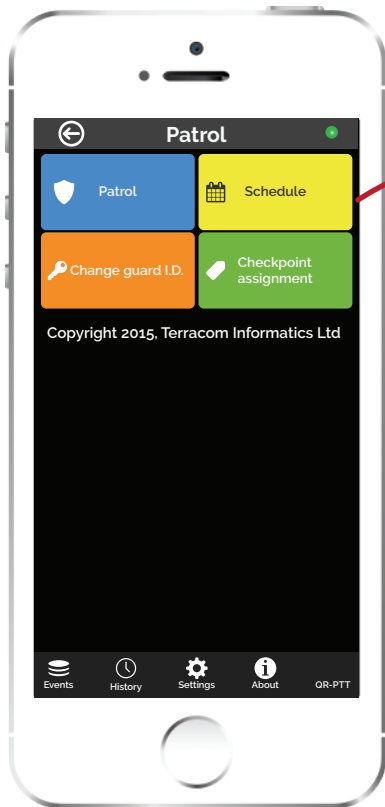 Patrol
Patrol
Schedule
Change guard I.D.
Checkpoint
assignment
Copyright 2015, Terracom Informatics Ltd
Events
History
Settings
About
QR-PTT